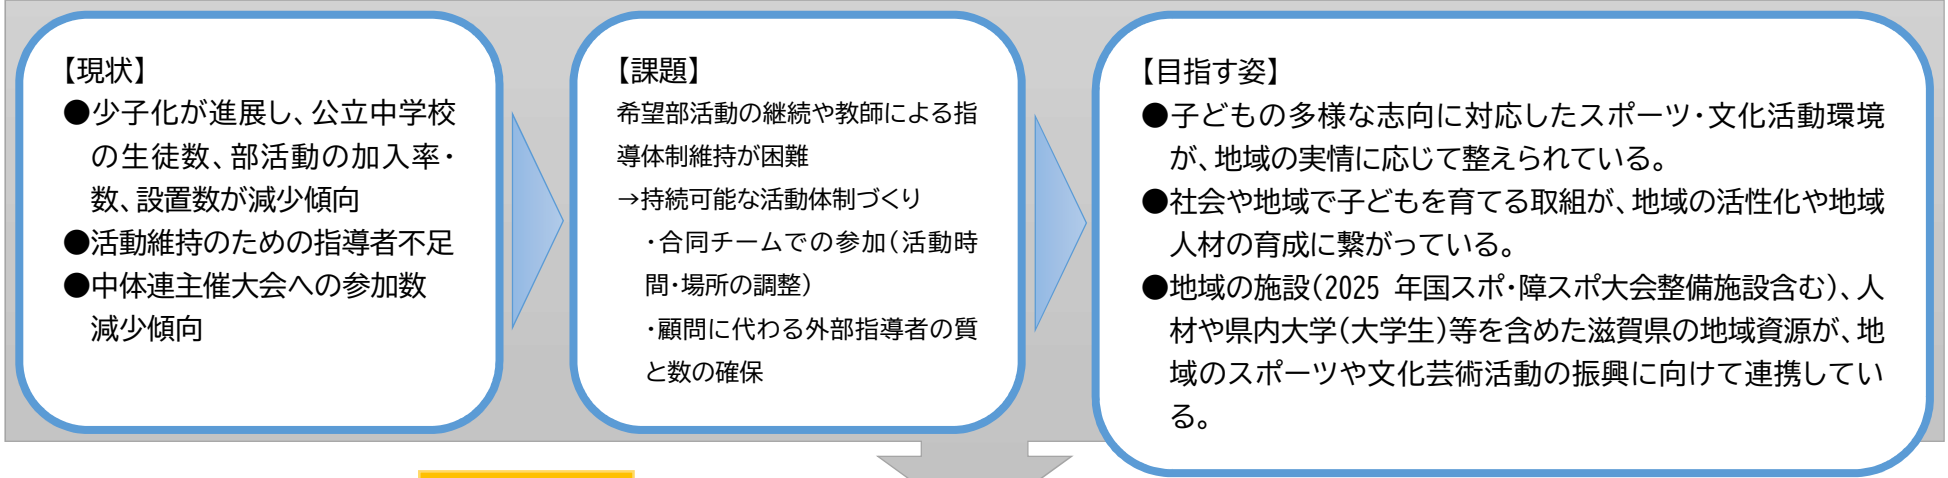 【現状】
●少子化が進展し、公立中学校
の生徒数、部活動の加入率・
数、設置数が減少傾向
●活動維持のための指導者不足
●中体連主催大会への参加数
減少傾向
【課題】
希望部活動の継続や教師による指
導体制維持が困難
→持続可能な活動体制づくり
・合同チームでの参加(活動時
間・場所の調整)
・顧問に代わる外部指導者の質
と数の確保
【目指す姿】
●子どもの多様な志向に対応したスポーツ・文化活動環境
が、地域の実情に応じて整えられている。
●社会や地域で子どもを育てる取組が、地域の活性化や地域
人材の育成に繋がっている。
●地域の施設(2025 年国スポ・障スポ大会整備施設含む)、人
材や県内大学(大学生)等を含めた滋賀県の地域資源が、地
域のスポーツや文化芸術活動の振興に向けて連携してい
る。